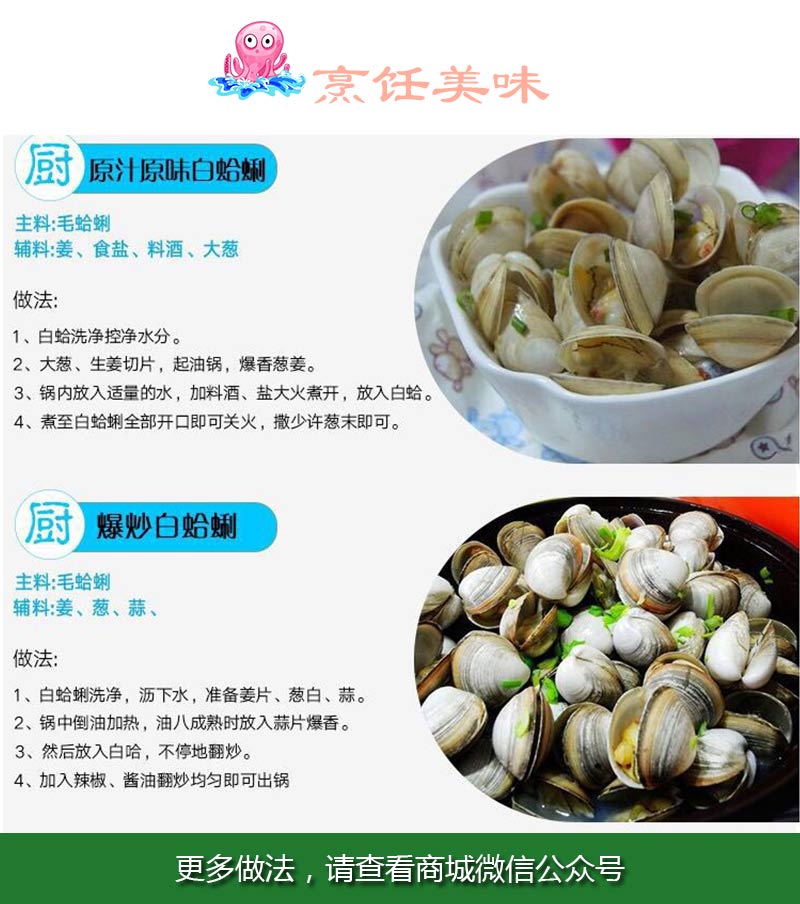 烹饪美味
厨 原汁原味白蛤蜊
主料:毛蛤蜊
辅料:姜、食盐、料酒、大葱
做法:
1、白蛤洗净控净水分。
2、大葱、生姜切片，起油锅，爆香葱姜。
3、锅内放入适量的水，加料酒、盐大火煮开，放入白蛤。
4、煮至白蛤蜊全部开口即可关火，撒少许葱末即可。
厨 爆炒白蛤蜊
主料:毛蛤蜊
辅料:姜、葱、蒜、
做法:
1、白蛤蜊洗净，沥下水，准备姜片、葱白、蒜。
2、锅中倒油加热，油八成熟时放入蒜片爆香。
3、然后放入白哈，不停地翻炒。
4、加入辣椒、酱油翻炒均匀即可出锅
更多做法，请查看商城微信公众号